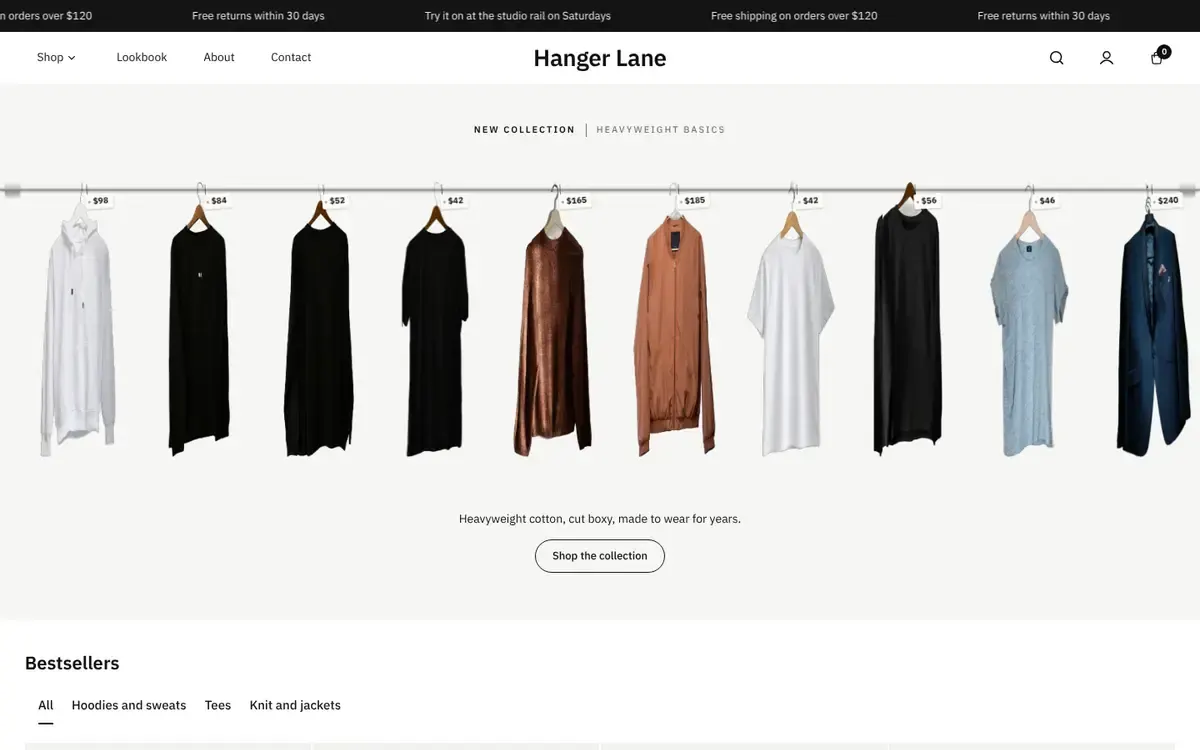 n orders over $120 Free returns within 30 days Try it on at the studio rail on Saturdays Free shipping on orders over $120 Free returns within 30 days
Shop Lookbook About Contact Hanger Lane 0
NEW COLLECTION HEAVYWEIGHT BASICS
$98 $84 $52 $42 $165 $185 $42 $56 $46 $240
Heavyweight cotton, cut boxy, made to wear for years.
Shop the collection
Bestsellers
All Hoodies and sweats Tees Knit and jackets